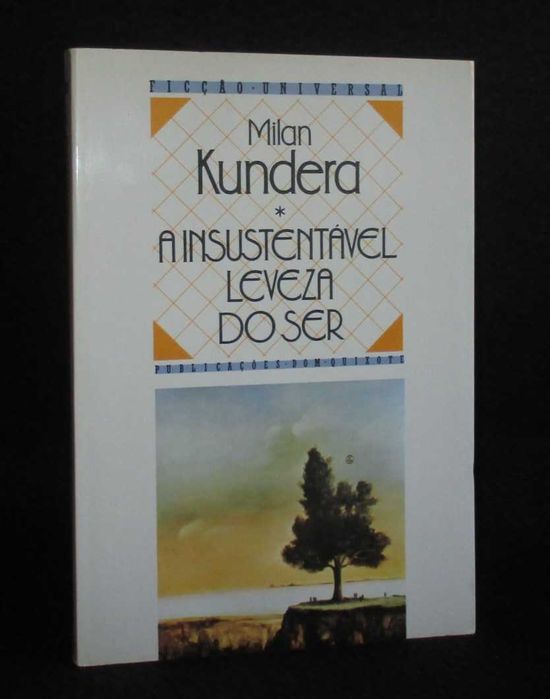 FICÇÃO·UNIVERSAL
Milan
Kundera
*
A INSUSTENTÁVEL
LEVEZA
DO SER
PUBLICAÇÕES·DOM·QUIXOTE